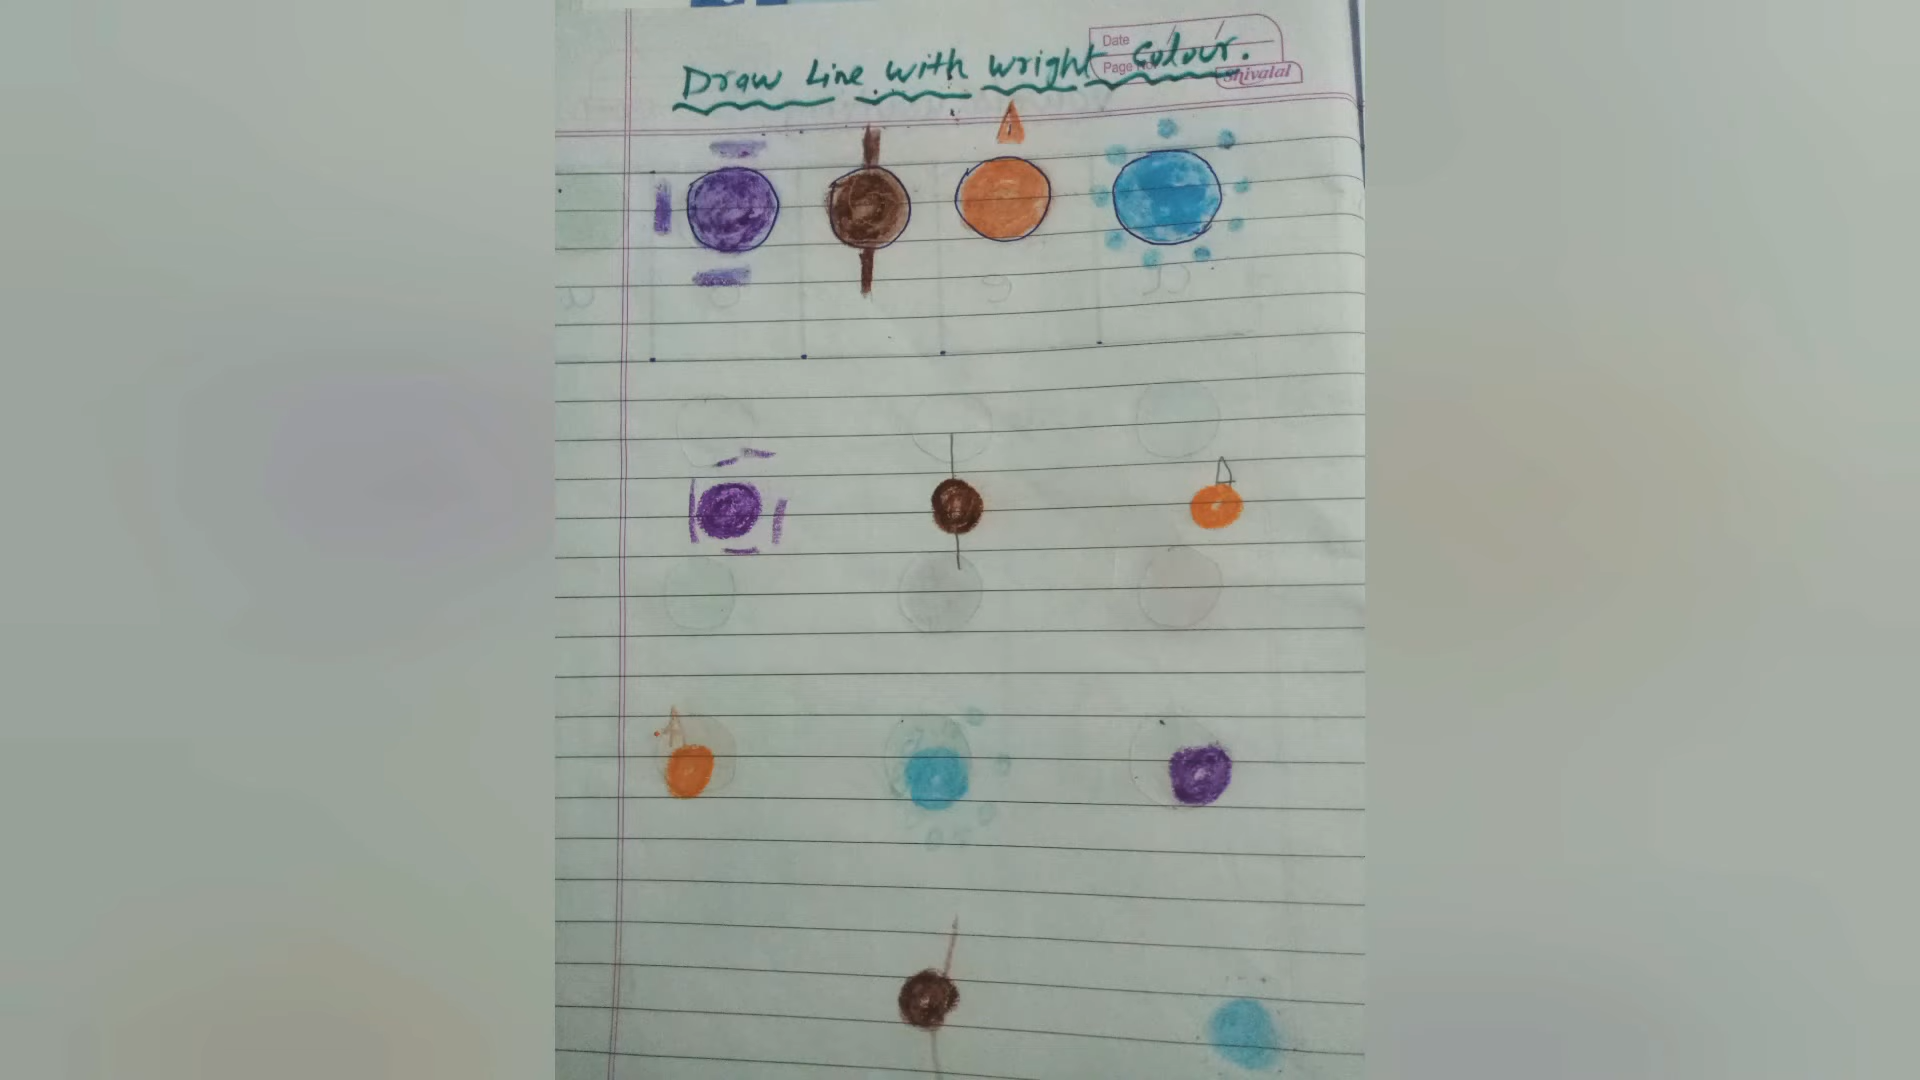 Date / /
Page No
Draw Line with wright Colour.
Shivalal